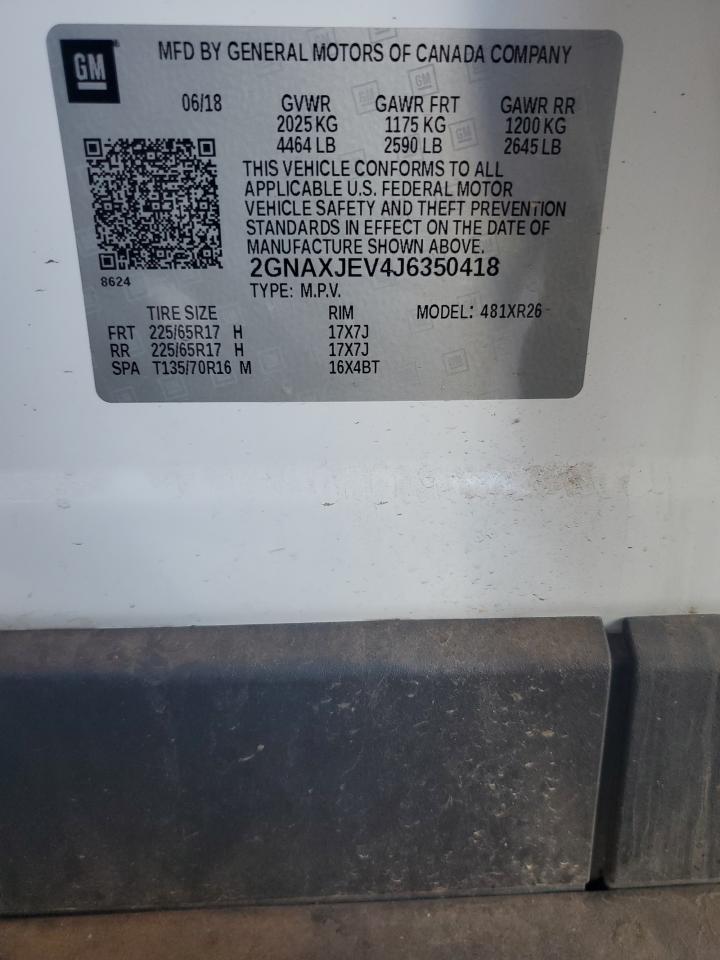 GM
MFD BY GENERAL MOTORS OF CANADA COMPANY
06/18 GVWR GAWR FRT GAWR RR
2025 KG 1175 KG 1200 KG
4464 LB 2590 LB 2645 LB
THIS VEHICLE CONFORMS TO ALL
APPLICABLE U.S. FEDERAL MOTOR
VEHICLE SAFETY AND THEFT PREVENTION
STANDARDS IN EFFECT ON THE DATE OF
MANUFACTURE SHOWN ABOVE.
8624
2GNAXJEV4J6350418
TYPE: M.P.V.
TIRE SIZE RIM MODEL: 481XR26
FRT 225/65R17 H 17X7J
RR 225/65R17 H 17X7J
SPA T135/70R16 M 16X4BT